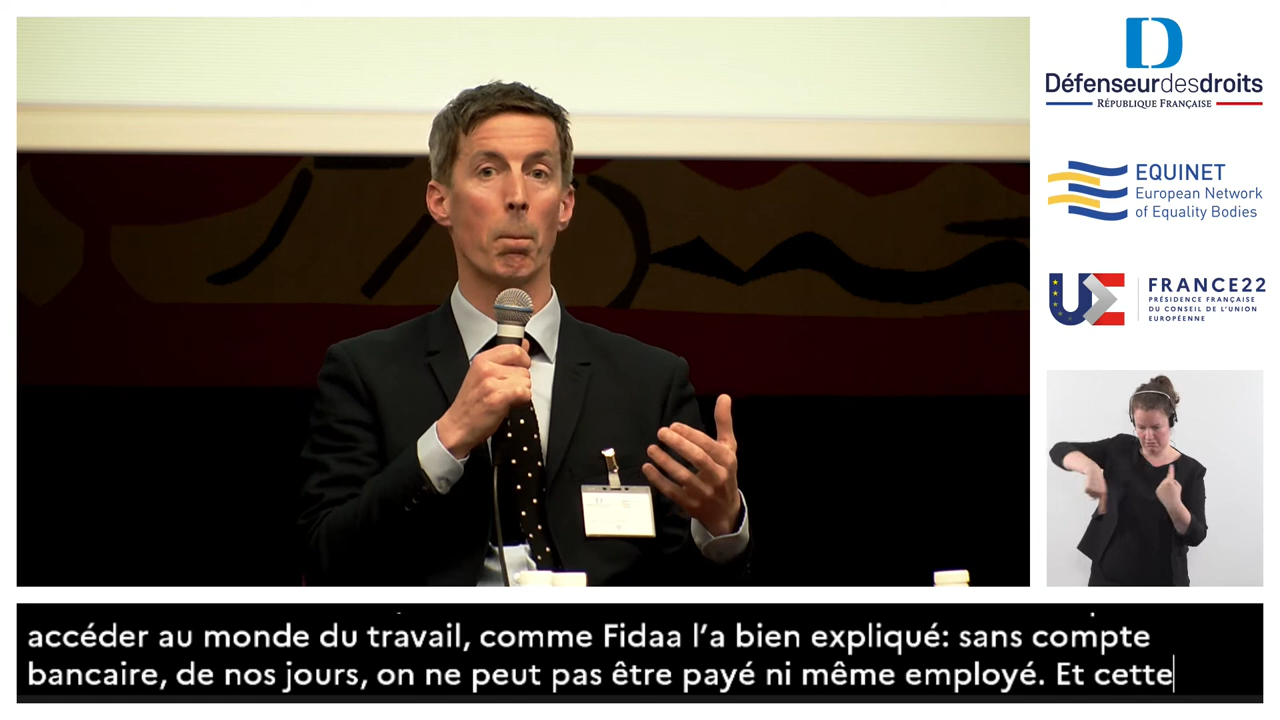 D
Défenseurdesdroits
RÉPUBLIQUE FRANÇAISE
EQUINET
European Network
of Equality Bodies
UE
FRANCE22
PRÉSIDENCE FRANÇAISE
DU CONSEIL DE L'UNION
EUROPÉENNE
accéder au monde du travail, comme Fidaa l'a bien expliqué: sans compte
bancaire, de nos jours, on ne peut pas être payé ni même employé. Et cette